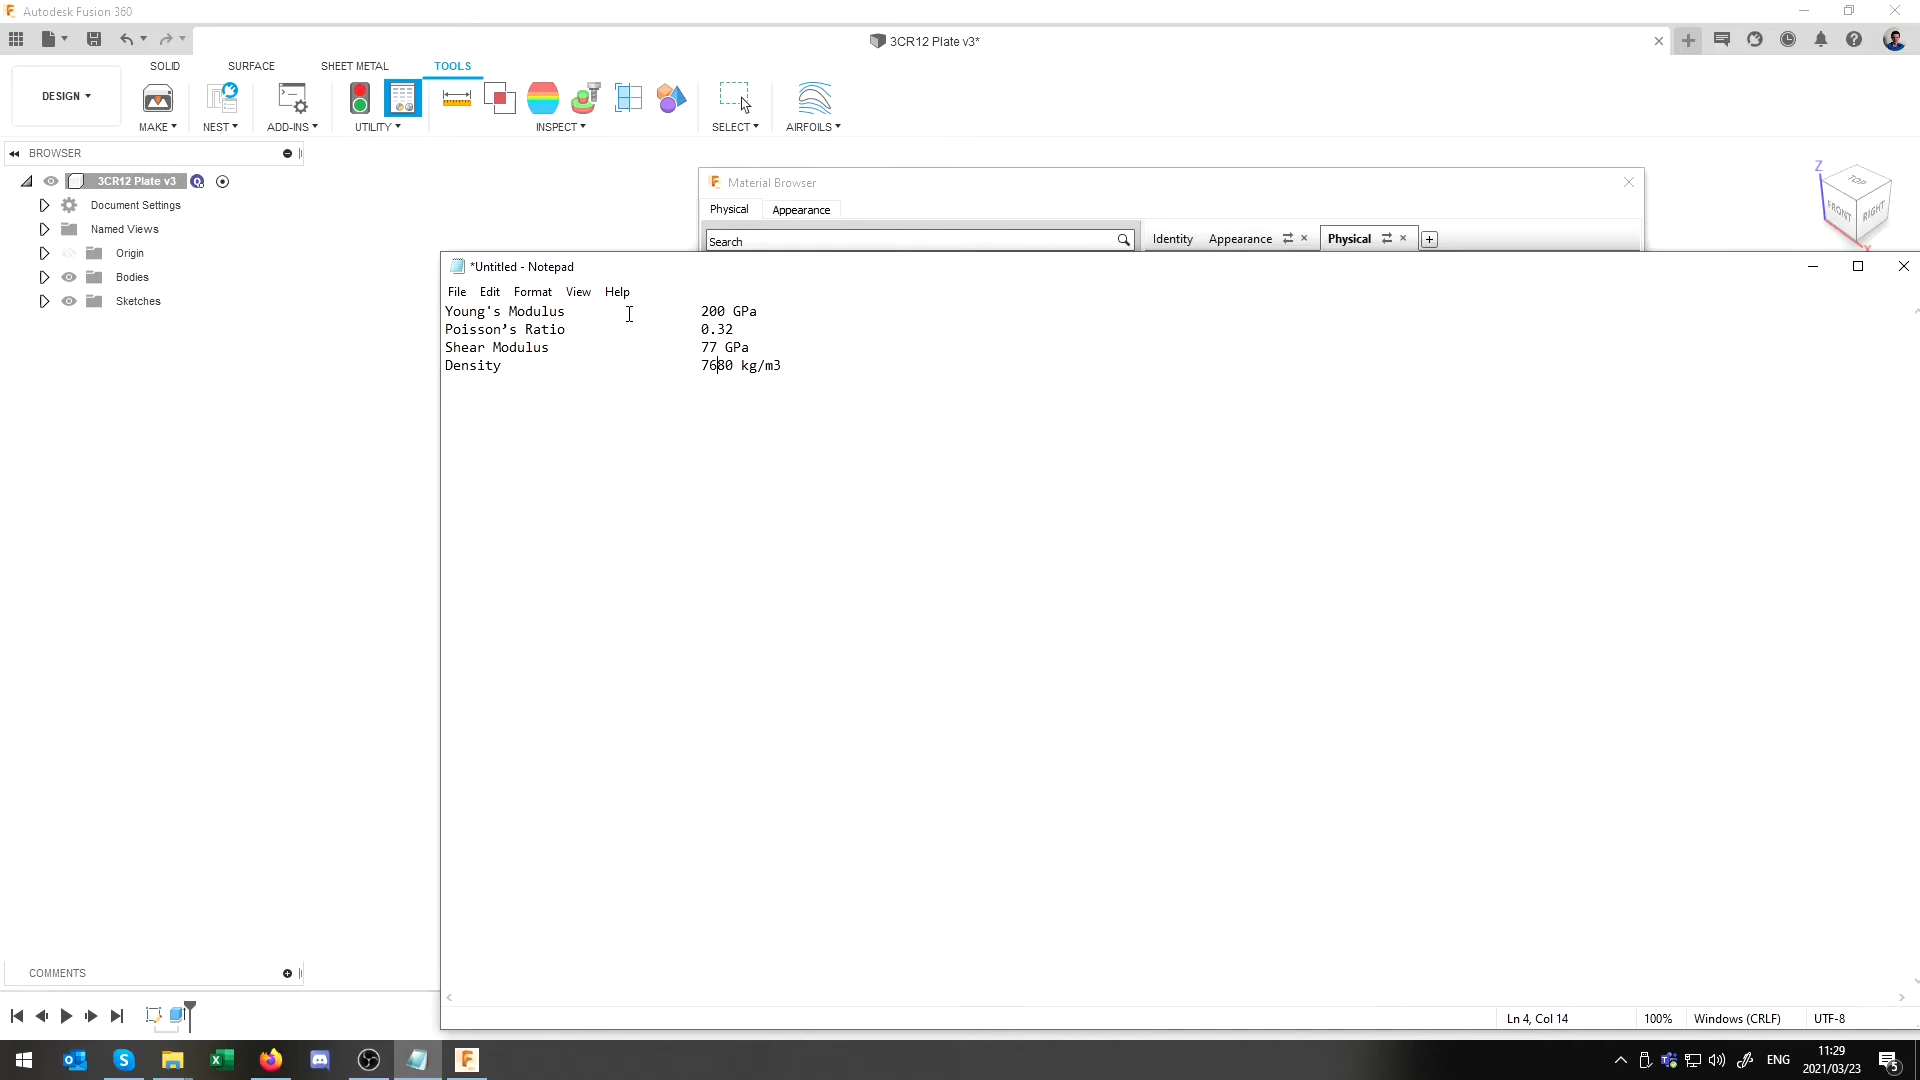 Autodesk Fusion 360
3CR12 Plate v3*
SOLID SURFACE SHEET METAL TOOLS
DESIGN
MAKE NEST ADD-INS UTILITY INSPECT SELECT AIRFOILS
BROWSER
3CR12 Plate v3
Document Settings
Named Views
Origin
Bodies
Sketches
Material Browser
Physical Appearance
Search
Identity Appearance Physical
Z
TOP
FRONT RIGHT
X
*Untitled - Notepad
File Edit Format View Help
Young's Modulus 200 GPa
Poisson’s Ratio 0.32
Shear Modulus 77 GPa
Density 7680 kg/m3
COMMENTS
Ln 4, Col 14 100% Windows (CRLF) UTF-8
ENG
11:29
2021/03/23
5